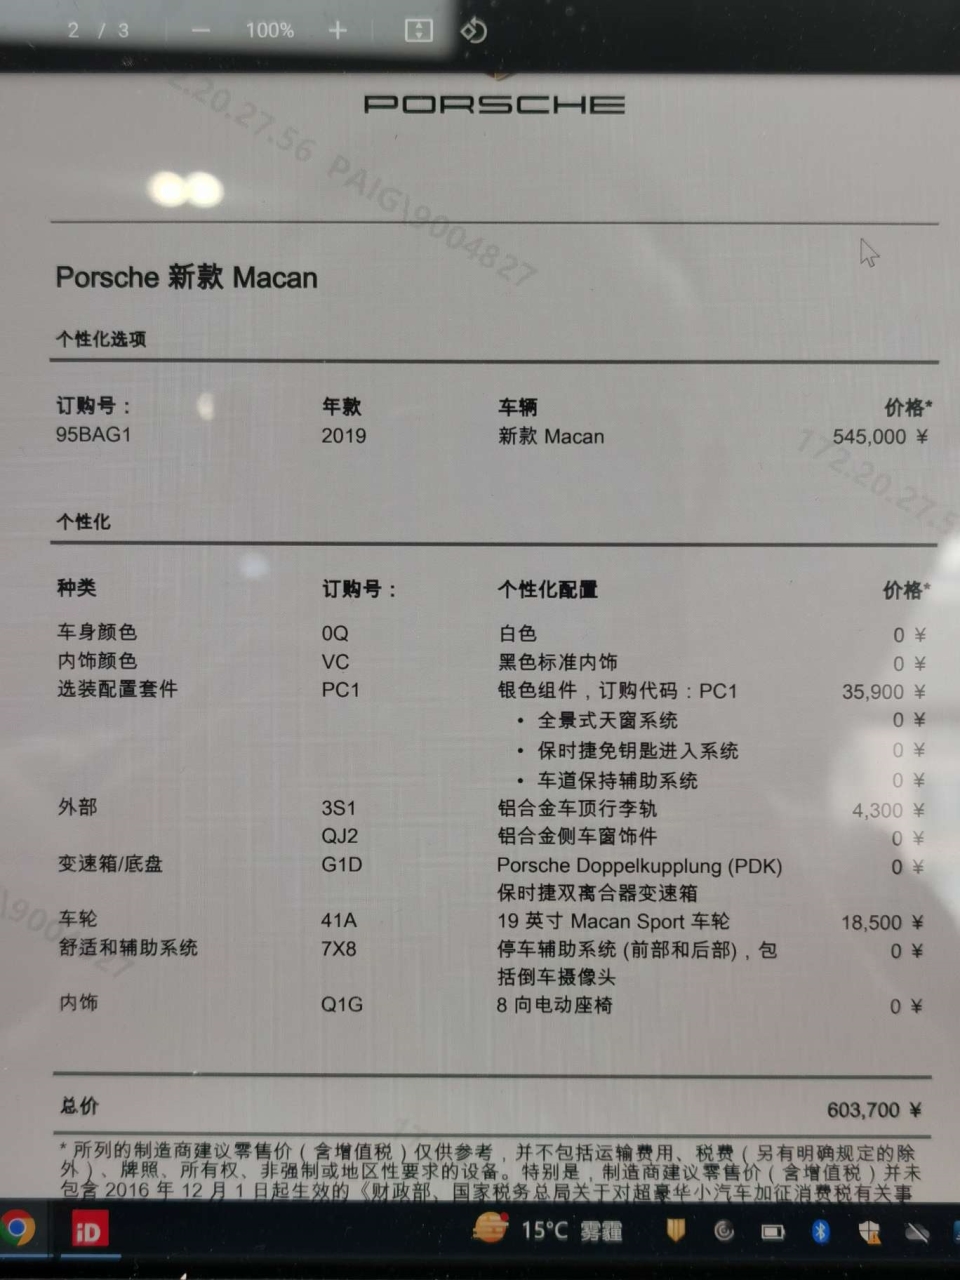 2 / 3 — 100% +
172.20.27.56 PAIG\9004827
PORSCHE
Porsche 新款 Macan
个性化选项
订购号： 年款 车辆 价格*
95BAG1 2019 新款 Macan 545,000 ¥
个性化
种类 订购号： 个性化配置 价格*
车身颜色 0Q 白色 0 ¥
内饰颜色 VC 黑色标准内饰 0 ¥
选装配置套件 PC1 银色组件，订购代码：PC1 35,900 ¥
• 全景式天窗系统 0 ¥
• 保时捷免钥匙进入系统 0 ¥
• 车道保持辅助系统 0 ¥
外部 3S1 铝合金车顶行李轨 4,300 ¥
QJ2 铝合金侧车窗饰件 0 ¥
变速箱/底盘 G1D Porsche Doppelkupplung (PDK) 0 ¥
保时捷双离合器变速箱
车轮 41A 19 英寸 Macan Sport 车轮 18,500 ¥
舒适和辅助系统 7X8 停车辅助系统 (前部和后部)，包 0 ¥
括倒车摄像头
内饰 Q1G 8 向电动座椅 0 ¥
总价 603,700 ¥
* 所列的制造商建议零售价（含增值税）仅供参考，并不包括运输费用、税费（另有明确规定的除
外）、牌照、所有权、非强制或地区性要求的设备。特别是，制造商建议零售价（含增值税）并未
包含 2016 年 12 月 1 日起生效的《财政部、国家税务总局关于对超豪华小汽车加征消费税有关事
iD 15°C 雾霾